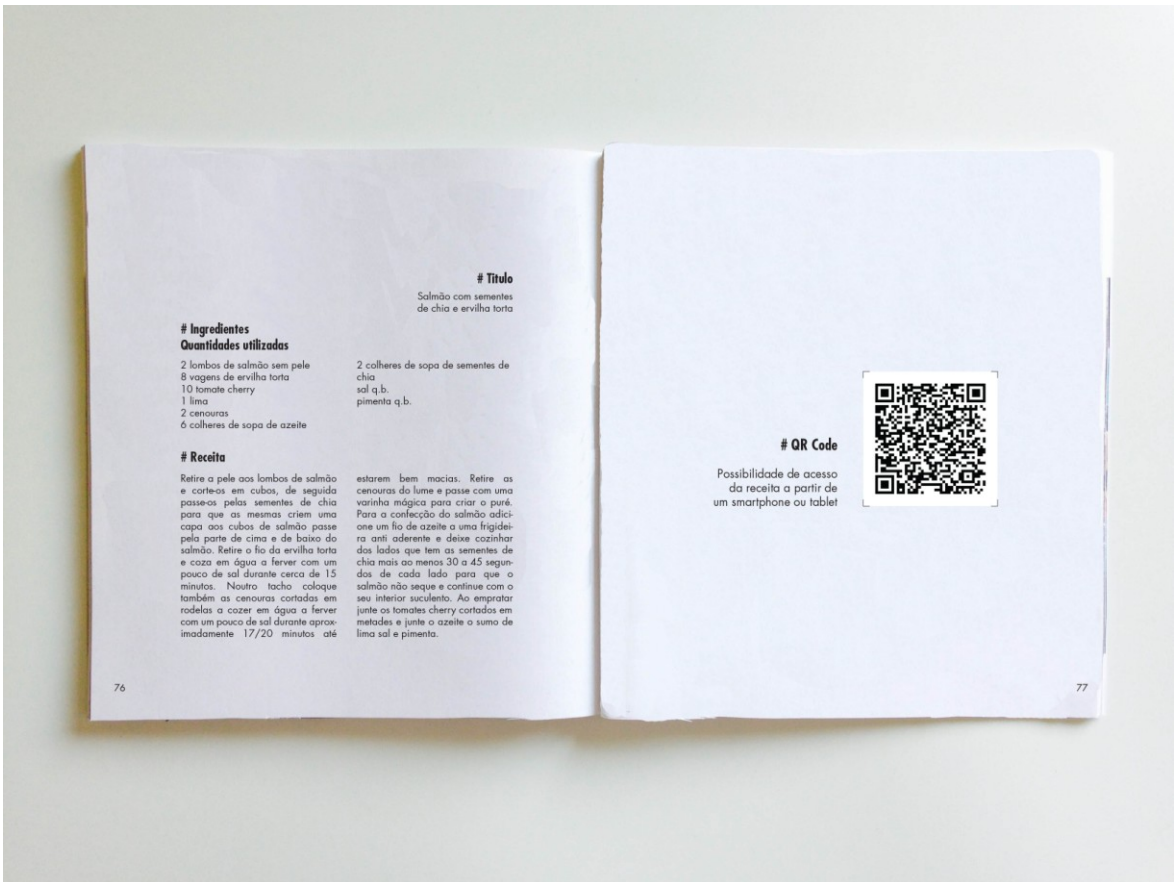 # Titulo
Salmão com sementes
de chia e ervilha torta
# Ingredientes
Quantidades utilizadas
2 lombos de salmão sem pele
8 vagens de ervilha torta
10 tomate cherry
1 lima
2 cenouras
6 colheres de sopa de azeite
2 colheres de sopa de sementes de
chia
sal q.b.
pimenta q.b.
# Receita
Retire a pele aos lombos de salmão
e corte-os em cubos, de seguida
passe-os pelas sementes de chia
para que as mesmas criem uma
capa aos cubos de salmão passe
pela parte de cima e de baixo do
salmão. Retire o fio da ervilha torta
e coza em água a ferver com um
pouco de sal durante cerca de 15
minutos. Noutro tacho coloque
também as cenouras cortadas em
rodelas a cozer em água a ferver
com um pouco de sal durante aprox-
imadamente 17/20 minutos até
estarem bem macias. Retire as
cenouras do lume e passe com uma
varinha mágica para criar o puré.
Para a confecção do salmão adici-
one um fio de azeite a uma frigidei-
ra anti aderente e deixe cozinhar
dos lados que tem as sementes de
chia mais ao menos 30 a 45 segun-
dos de cada lado para que o
salmão não seque e continue com o
seu interior suculento. Ao empratar
junte os tomates cherry cortados em
metades e junte o azeite o sumo de
lima sal e pimenta.
76
# QR Code
Possibilidade de acesso
da receita a partir de
um smartphone ou tablet
77